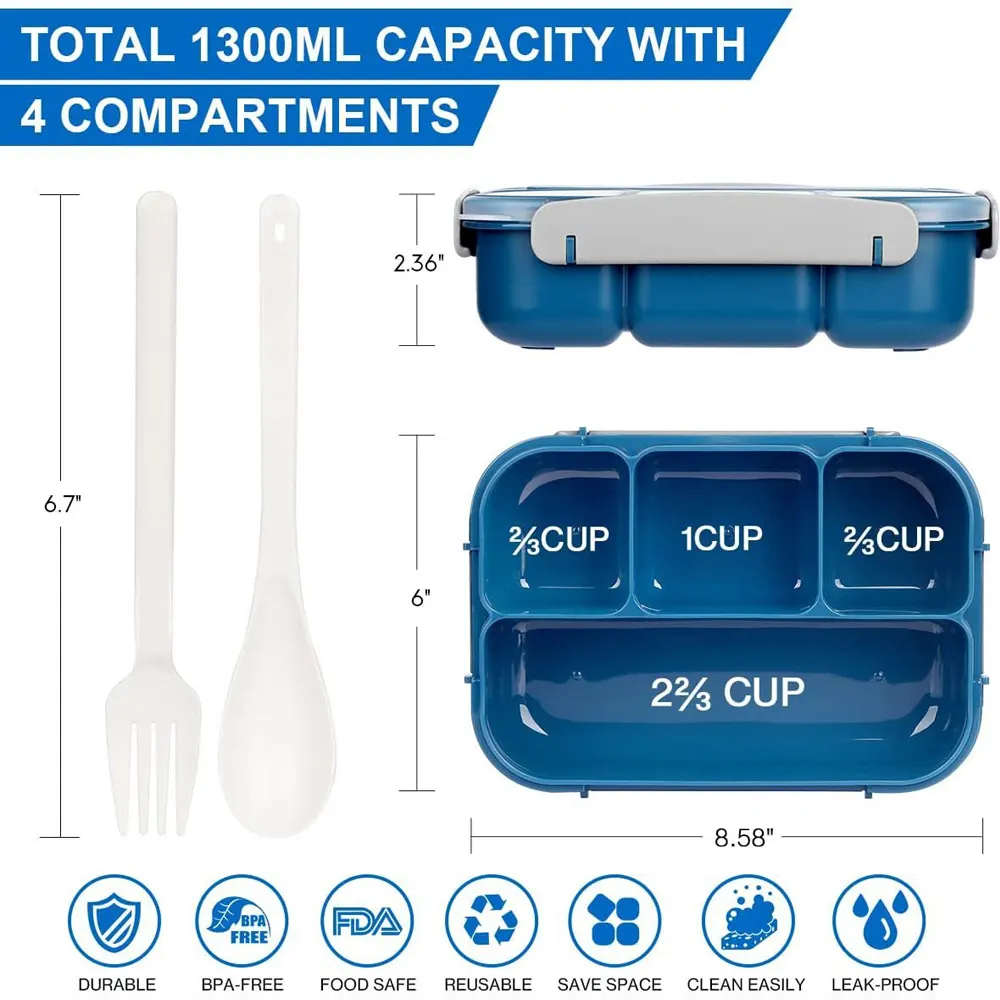 TOTAL 1300ML CAPACITY WITH
4 COMPARTMENTS
6.7"
2.36"
6"
⅔CUP
1CUP
⅔CUP
2⅔ CUP
8.58"
BPA
FREE
FDA
DURABLE
BPA-FREE
FOOD SAFE
REUSABLE
SAVE SPACE
CLEAN EASILY
LEAK-PROOF